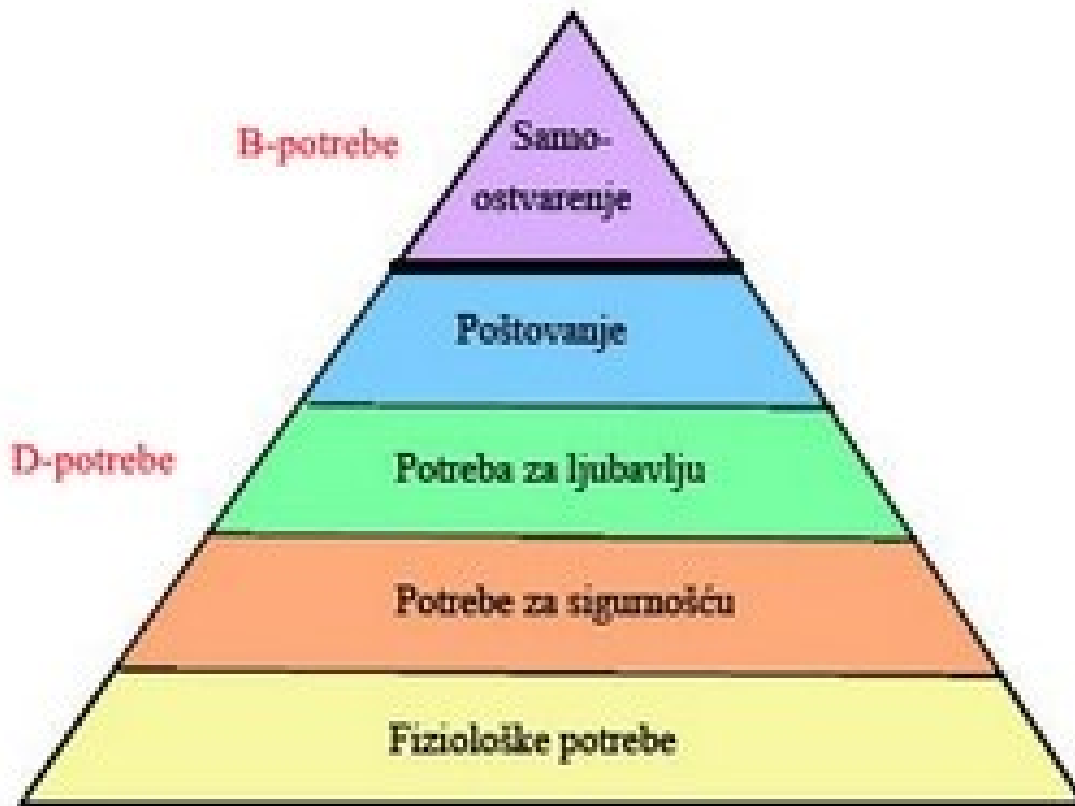 B-potrebe
Samo-
ostvarenje
Poštovanje
D-potrebe
Potreba za ljubavlju
Potrebe za sigurnošću
Fiziološke potrebe